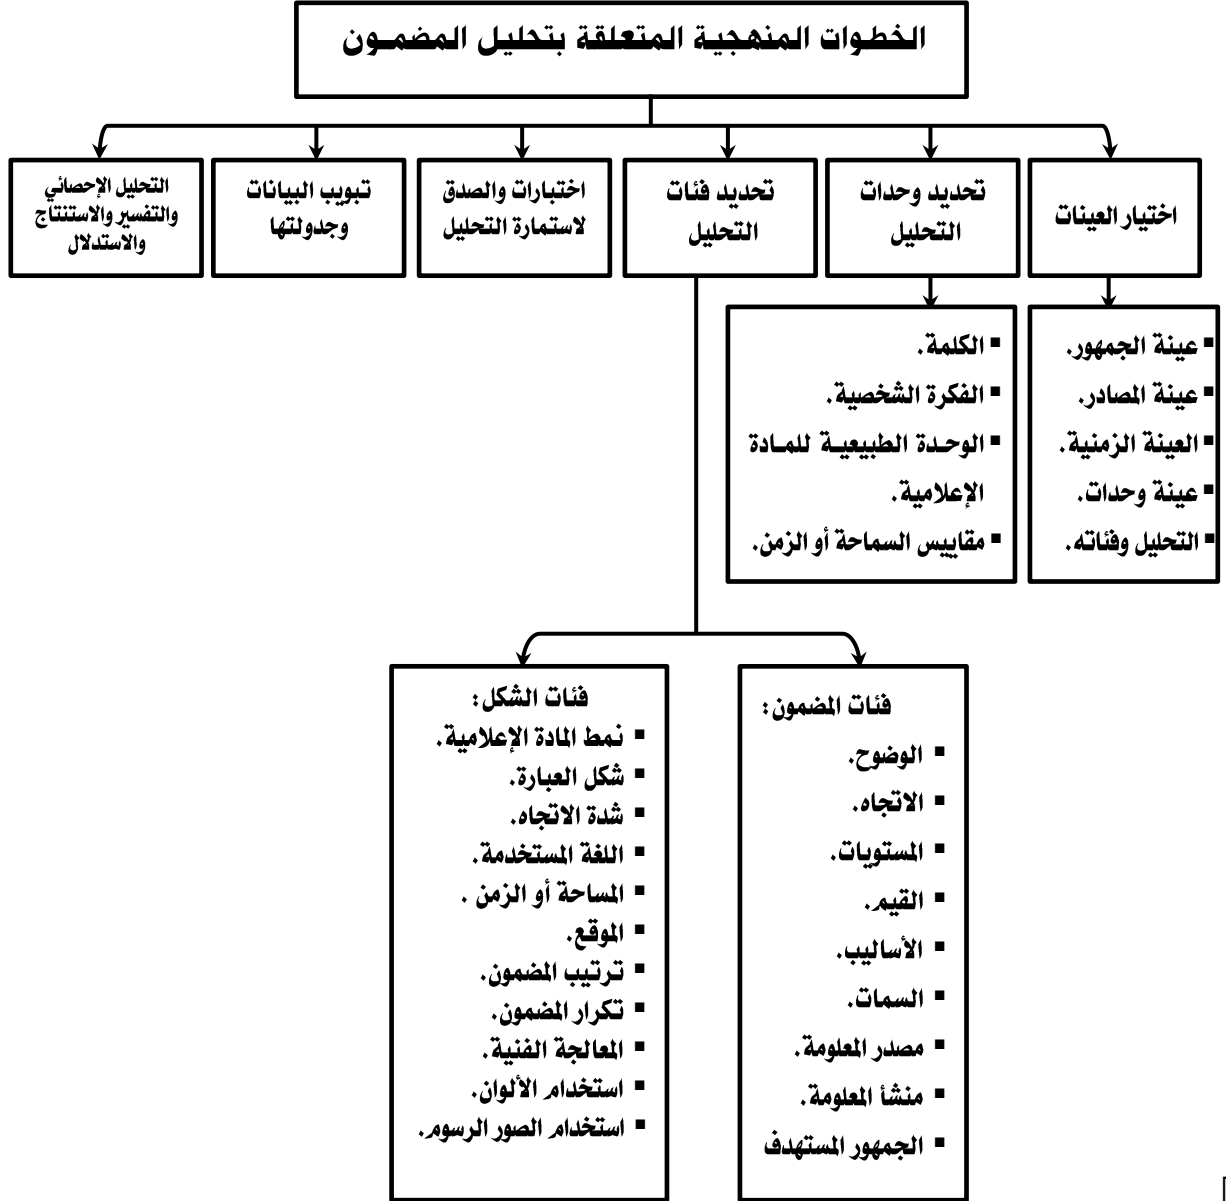 الخطوات المنهجية المتعلقة بتحليل المضمون
اختيار العينات
تحديد وحدات
التحليل
تحديد فئات
التحليل
اختبارات والصدق
لاستمارة التحليل
تبويب البيانات
وجدولتها
التحليل الإحصائي
والتفسير والاستنتاج
والاستدلال
▪ عينة الجمهور.
▪ عينة المصادر.
▪ العينة الزمنية.
▪ عينة وحدات.
▪ التحليل وفئاته.
▪ الكلمة.
▪ الفكرة الشخصية.
▪ الوحدة الطبيعية للمادة
الإعلامية.
▪ مقاييس السماحة أو الزمن.
فئات المضمون:
▪ الوضوح.
▪ الاتجاه.
▪ المستويات.
▪ القيم.
▪ الأساليب.
▪ السمات.
▪ مصدر المعلومة.
▪ منشأ المعلومة.
▪ الجمهور المستهدف
فئات الشكل:
▪ نمط المادة الإعلامية.
▪ شكل العبارة.
▪ شدة الاتجاه.
▪ اللغة المستخدمة.
▪ المساحة أو الزمن .
▪ الموقع.
▪ ترتيب المضمون.
▪ تكرار المضمون.
▪ المعالجة الفنية.
▪ استخدام الألوان.
▪ استخدام الصور الرسوم.